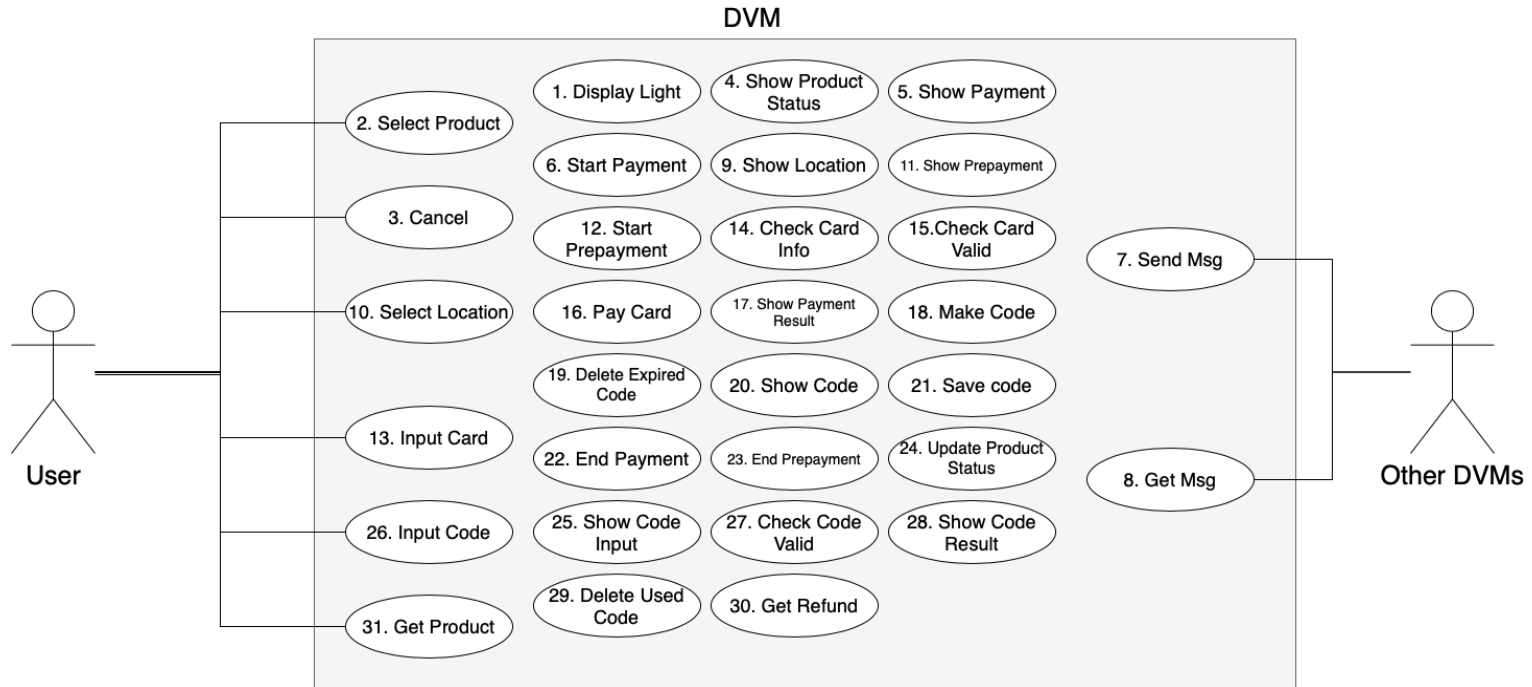 DVM
1. Display Light
4. Show Product
Status
5. Show Payment
2. Select Product
6. Start Payment
9. Show Location
11. Show Prepayment
3. Cancel
12. Start
Prepayment
14. Check Card
Info
15.Check Card
Valid
7. Send Msg
10. Select Location
16. Pay Card
17. Show Payment
Result
18. Make Code
19. Delete Expired
Code
20. Show Code
21. Save code
13. Input Card
22. End Payment
23. End Prepayment
24. Update Product
Status
8. Get Msg
User
Other DVMs
26. Input Code
25. Show Code
Input
27. Check Code
Valid
28. Show Code
Result
29. Delete Used
Code
30. Get Refund
31. Get Product